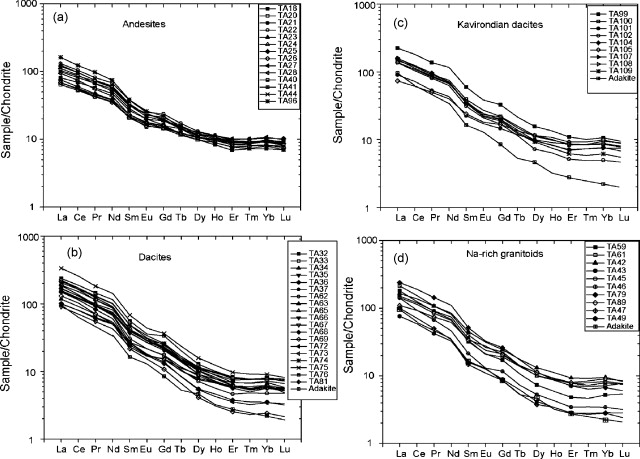 (a)
Andesites
TA18
TA20
TA21
TA22
TA23
TA24
TA25
TA26
TA27
TA28
TA40
TA41
TA44
TA96
1000
100
10
1
Sample/Chondrite
La Ce Pr Nd Sm Eu Gd Tb Dy Ho Er Tm Yb Lu
(c)
Kavirondian dacites
TA99
TA100
TA101
TA102
TA104
TA105
TA107
TA108
TA109
Adakite
1000
100
10
1
Sample/Chondrite
La Ce Pr Nd Sm Eu Gd Tb Dy Ho Er Tm Yb Lu
(b)
Dacites
TA32
TA33
TA34
TA35
TA36
TA37
TA62
TA63
TA65
TA66
TA67
TA68
TA69
TA72
TA73
TA74
TA75
TA76
TA81
Adakite
1000
100
10
1
Sample/Chondrite
La Ce Pr Nd Sm Eu Gd Tb Dy Ho Er Tm Yb Lu
(d)
Na-rich granitoids
TA59
TA61
TA42
TA43
TA45
TA46
TA79
TA89
TA47
TA49
Adakite
1000
100
10
1
Sample/Chondrite
La Ce Pr Nd Sm Eu Gd Tb Dy Ho Er Tm Yb Lu